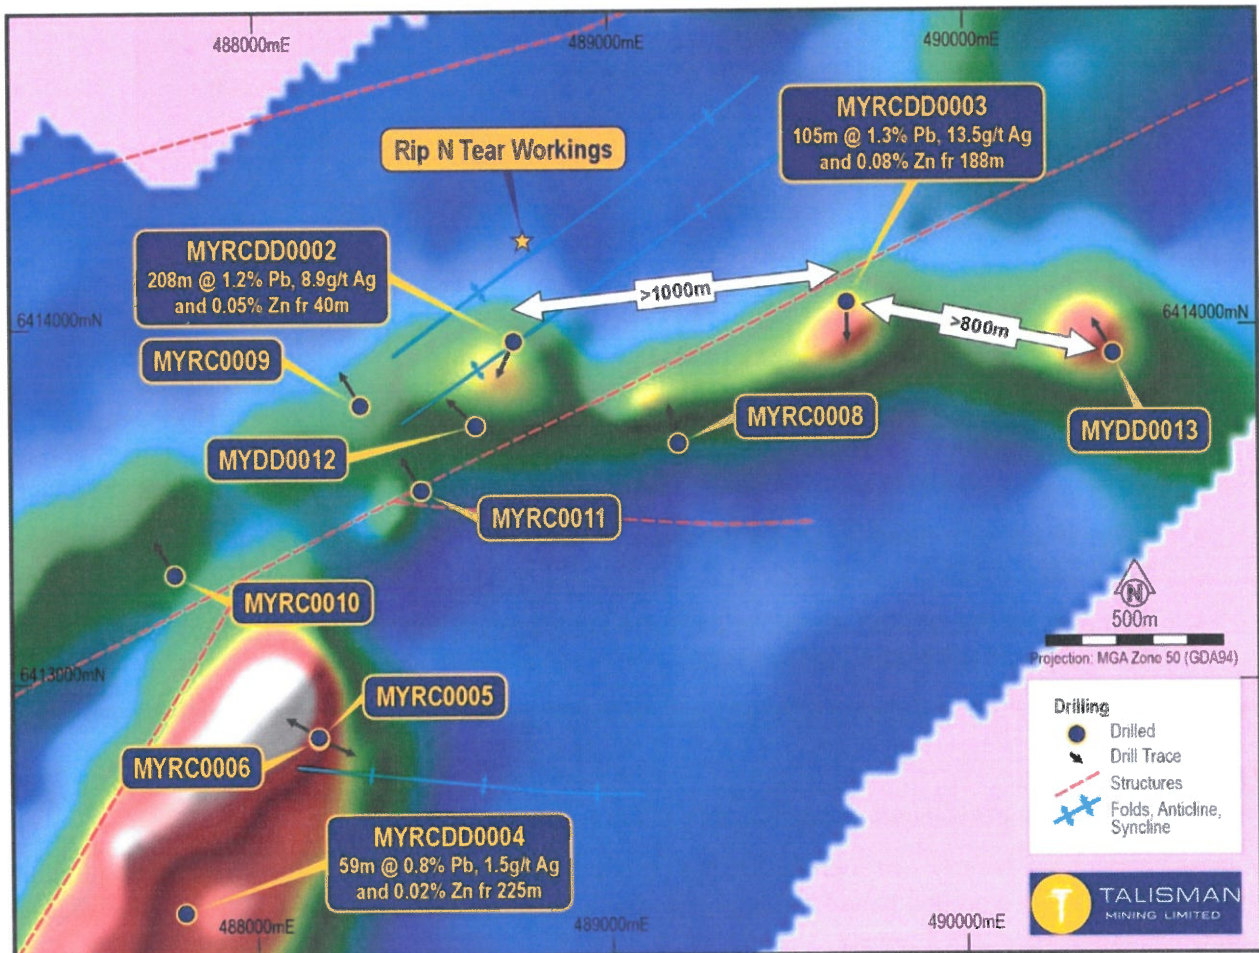 488000mE
489000mE
490000mE
MYRCDD0003
105m @ 1.3% Pb, 13.5g/t Ag
and 0.08% Zn fr 188m
Rip N Tear Workings
MYRCDD0002
208m @ 1.2% Pb, 8.9g/t Ag
and 0.05% Zn fr 40m
>1000m
6414000mN
6414000mN
>800m
MYRC0009
MYRC0008
MYDD0013
MYDD0012
MYRC0011
MYRC0010
N
500m
Projection: MGA Zone 50 (GDA94)
6413000mN
MYRC0005
MYRC0006
Drilling
Drilled
Drill Trace
Structures
Folds, Anticline,
Syncline
MYRCDD0004
59m @ 0.8% Pb, 1.5g/t Ag
and 0.02% Zn fr 225m
488000mE
489000mE
490000mE
T TALISMAN
MINING LIMITED